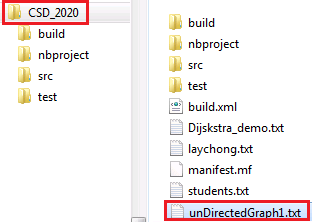 CSD_2020
build
nbproject
src
test
build
nbproject
src
test
build.xml
Dijskstra_demo.txt
laychong.txt
manifest.mf
students.txt
unDirectedGraph1.txt